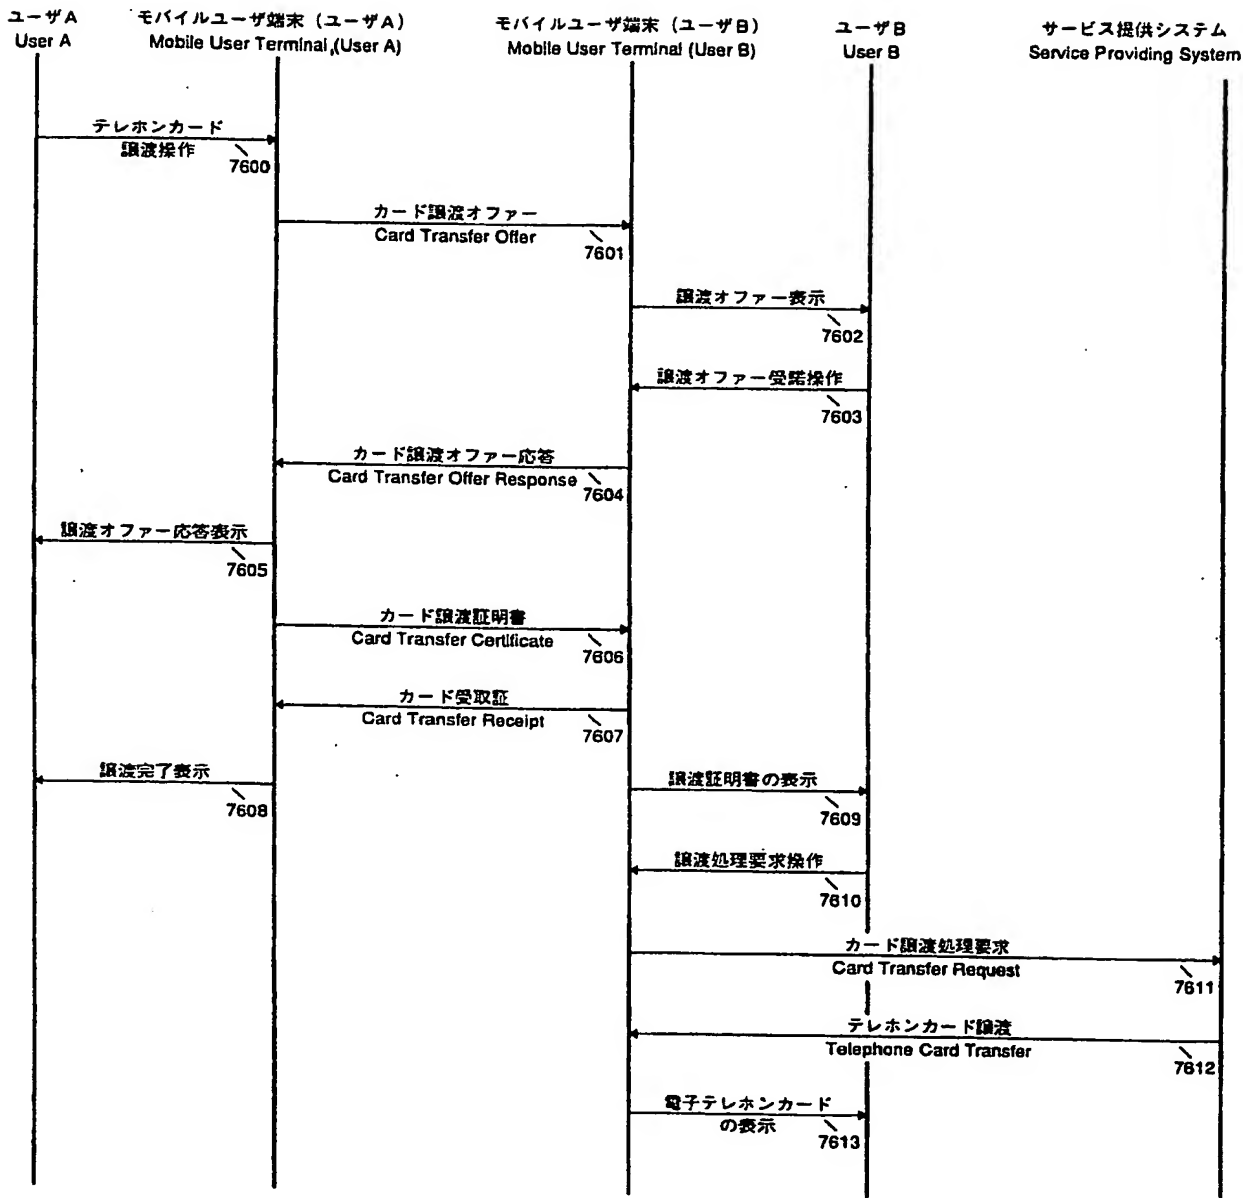 ユーザA
User A
モバイルユーザ端末（ユーザA）
Mobile User Terminal (User A)
モバイルユーザ端末（ユーザB）
Mobile User Terminal (User B)
ユーザB
User B
サービス提供システム
Service Providing System
テレホンカード
譲渡操作
7600
カード譲渡オファー
Card Transfer Offer
7601
譲渡オファー表示
7602
譲渡オファー受諾操作
7603
カード譲渡オファー応答
Card Transfer Offer Response
7604
譲渡オファー応答表示
7605
カード譲渡証明書
Card Transfer Certificate
7606
カード受取証
Card Transfer Receipt
7607
譲渡完了表示
7608
譲渡証明書の表示
7609
譲渡処理要求操作
7610
カード譲渡処理要求
Card Transfer Request
7611
テレホンカード譲渡
Telephone Card Transfer
7612
電子テレホンカード
の表示
7613